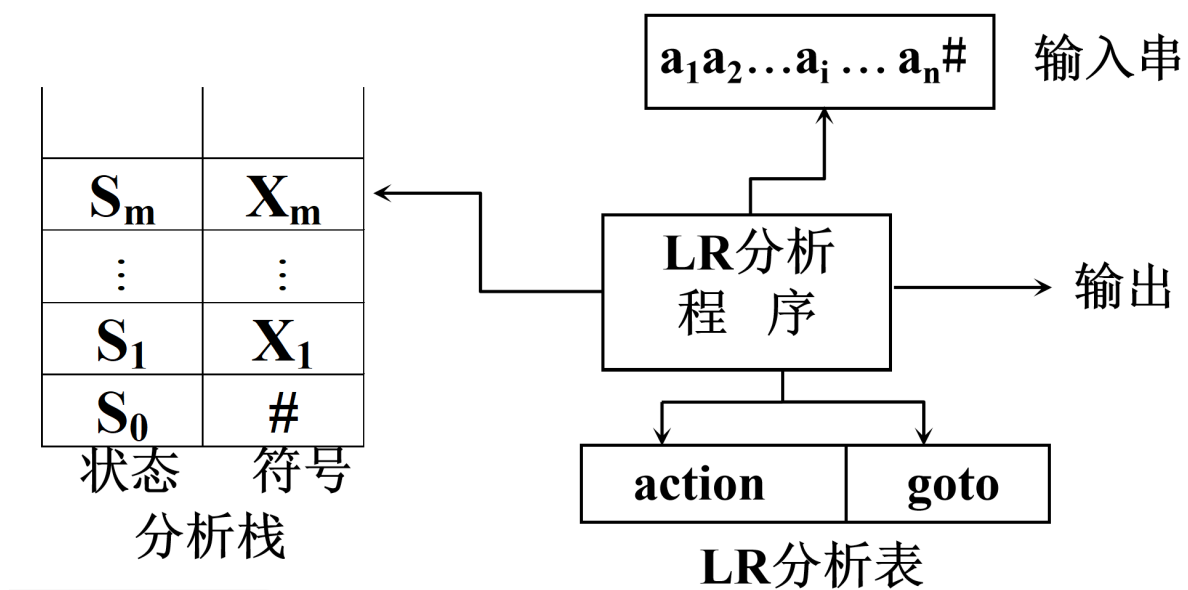 a₁a₂…aᵢ … aₙ# 输入串
Sₘ Xₘ
⋮ ⋮
S₁ X₁
S₀ #
状态 符号
分析栈
LR分析
程 序
输出
action goto
LR分析表